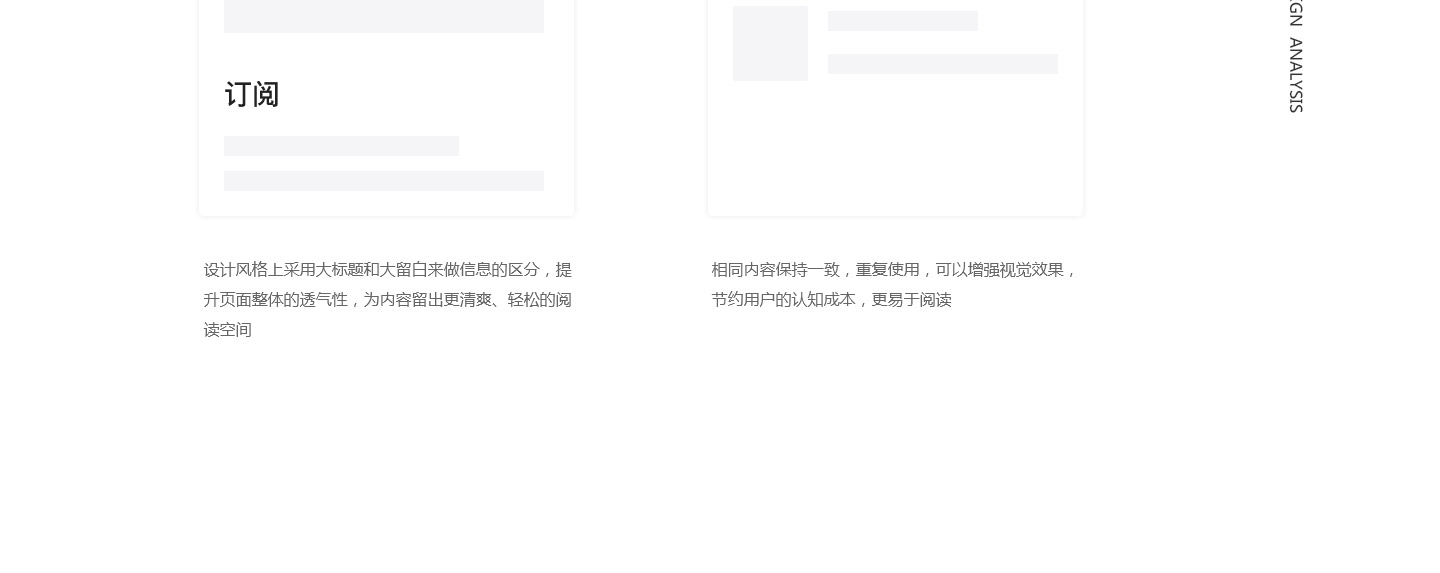 订阅
设计风格上采用大标题和大留白来做信息的区分，提
升页面整体的透气性，为内容留出更清爽、轻松的阅
读空间
相同内容保持一致，重复使用，可以增强视觉效果，
节约用户的认知成本，更易于阅读
ANALYSIS